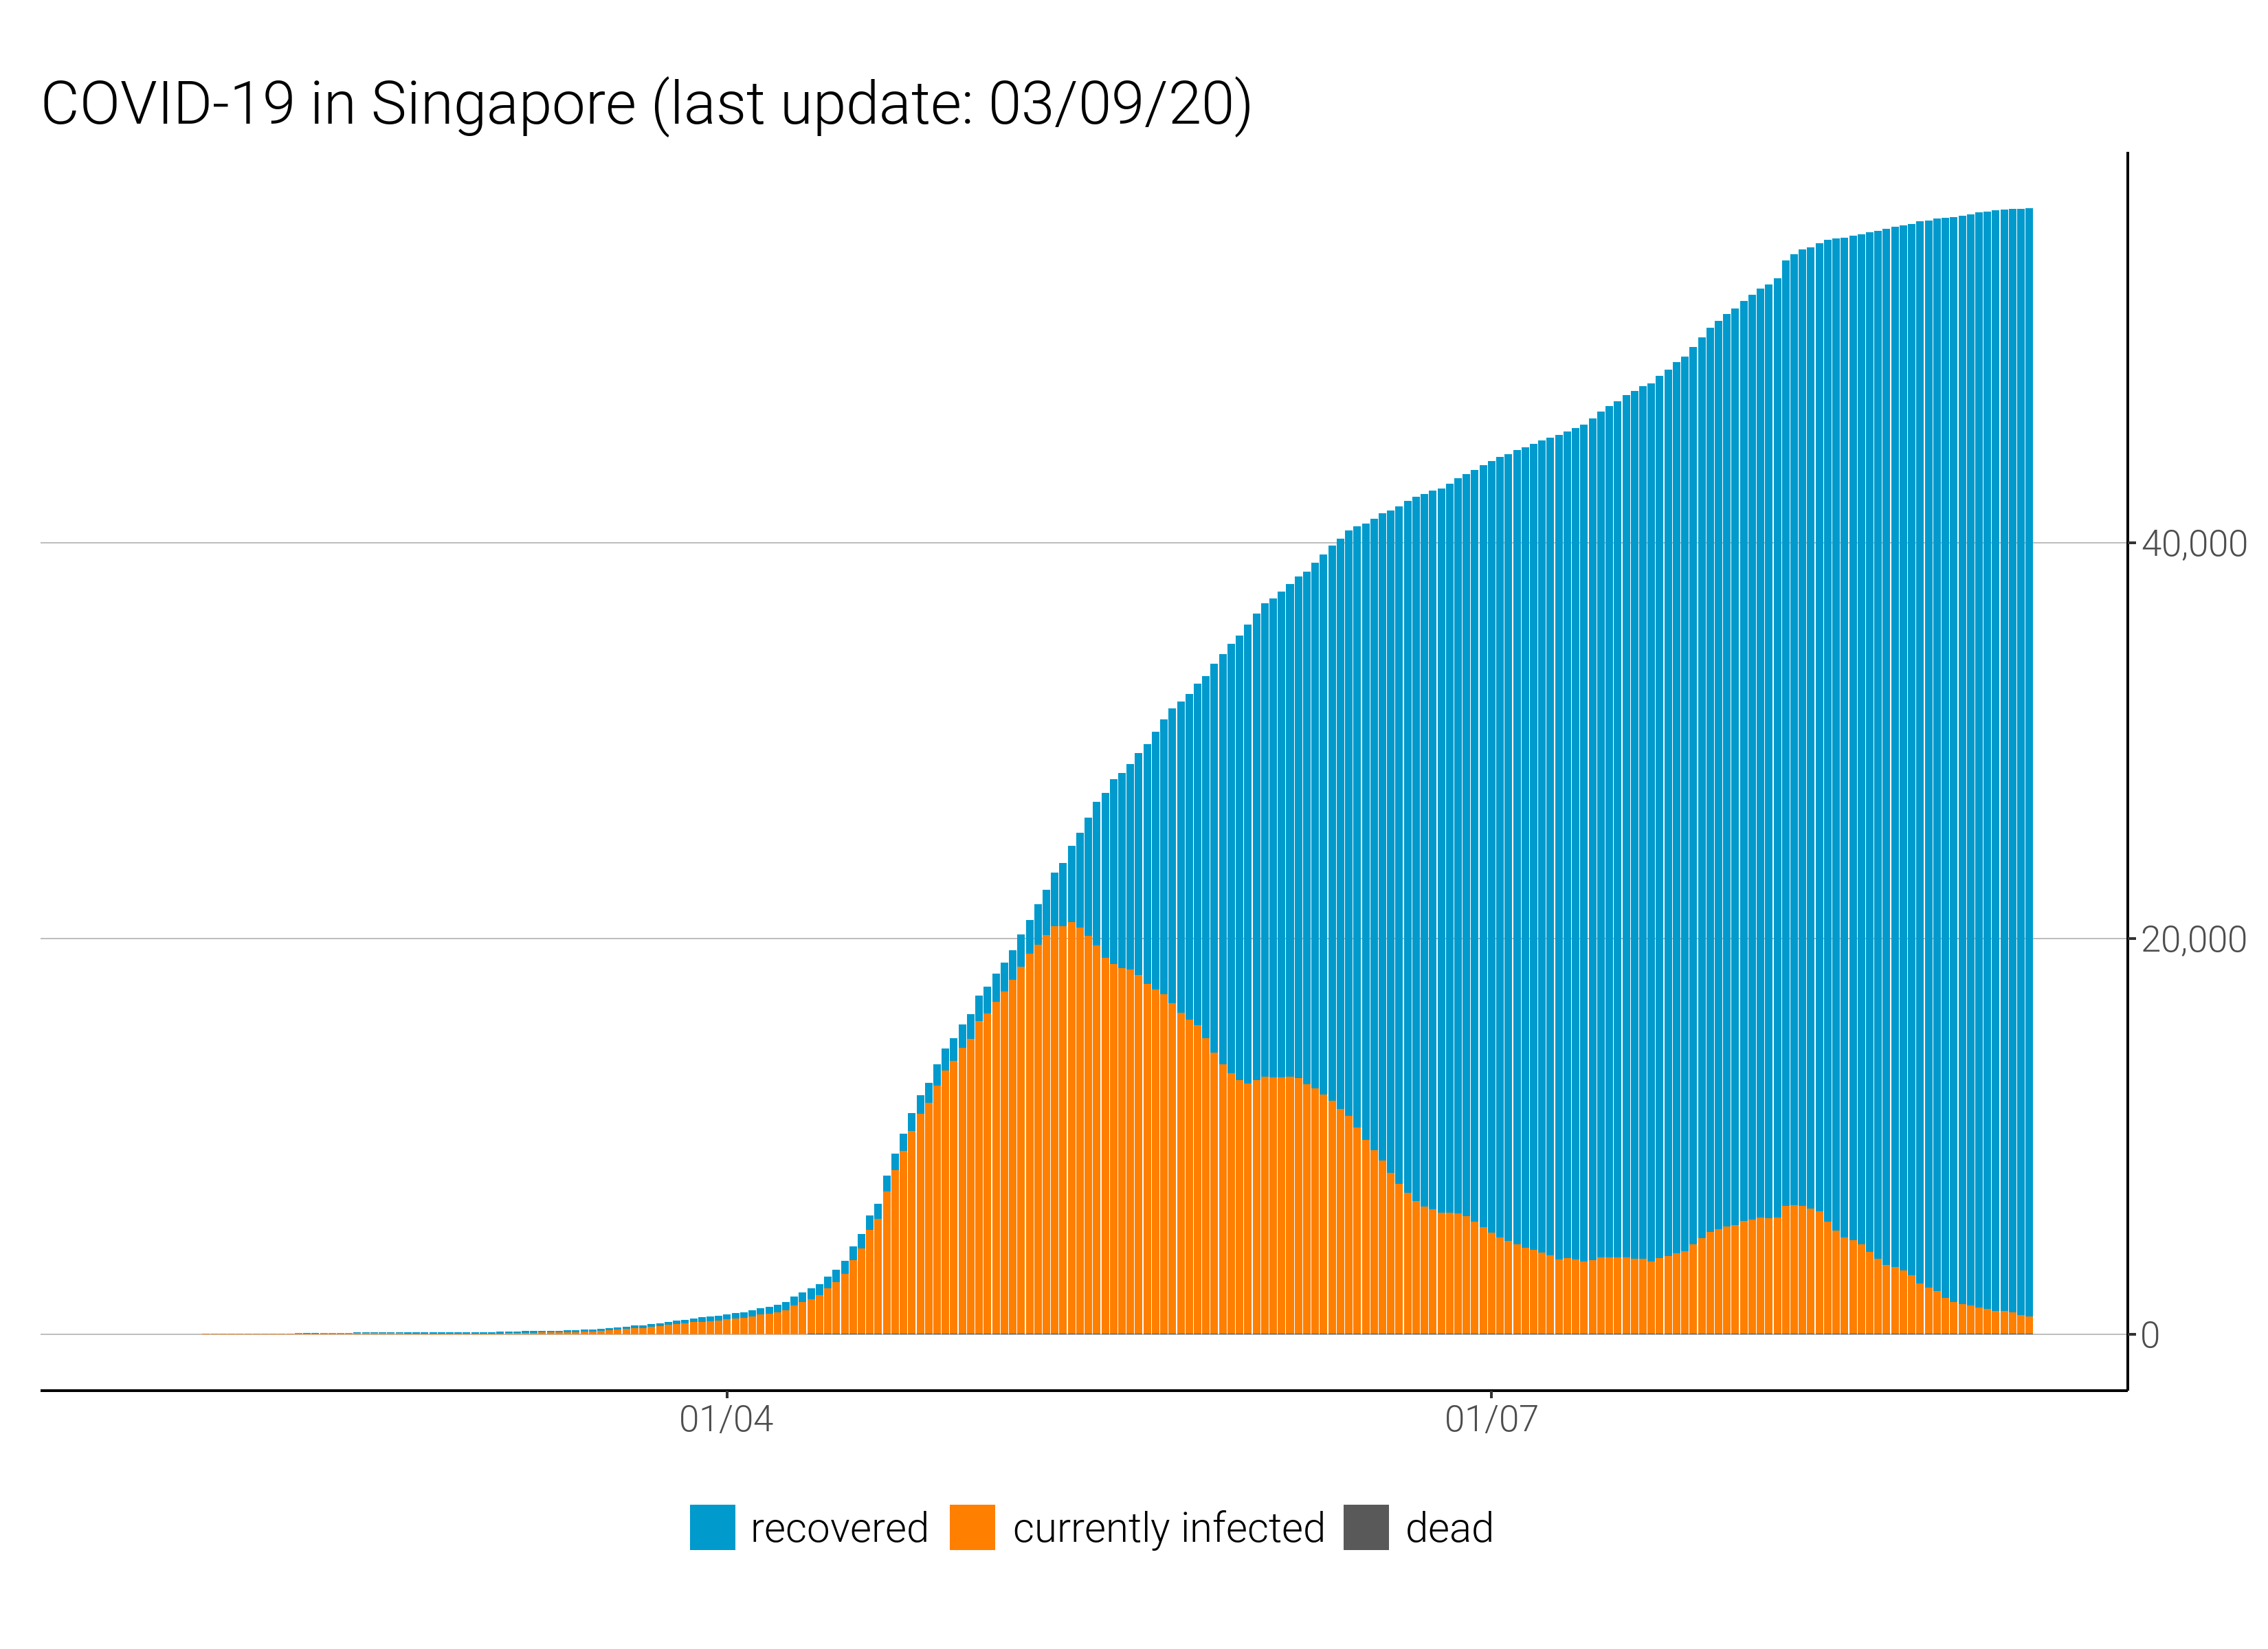 COVID-19 in Singapore (last update: 03/09/20)
40,000
20,000
0
01/04 01/07
recovered currently infected dead